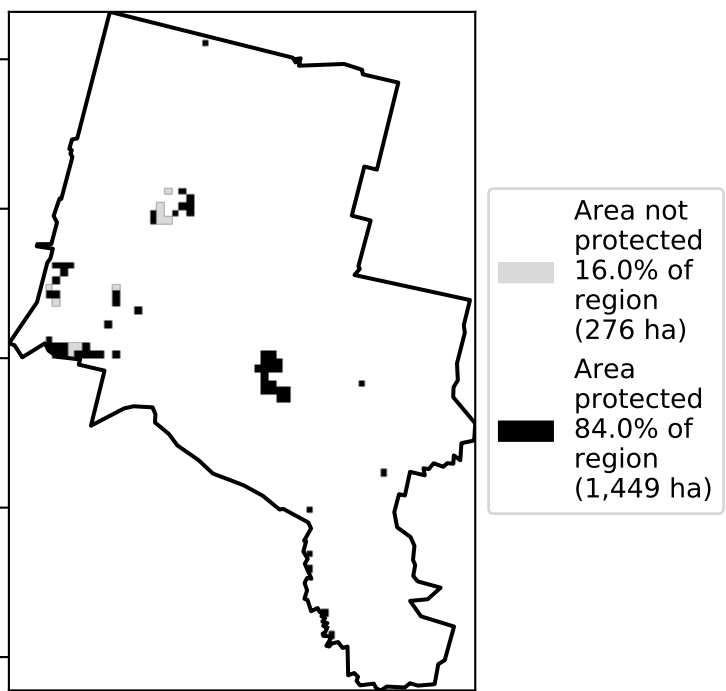 Area not
protected
16.0% of
region
(276 ha)
Area
protected
84.0% of
region
(1,449 ha)